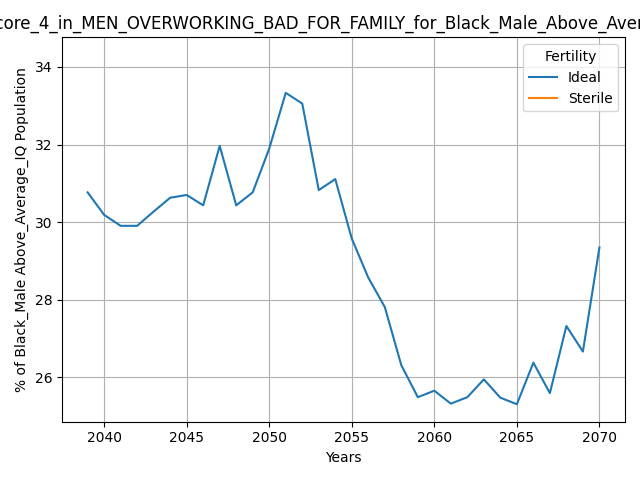 core_4_in_MEN_OVERWORKING_BAD_FOR_FAMILY_for_Black_Male_Above_Aver
Fertility
Ideal
Sterile
% of Black_Male Above_Average_IQ Population
34
32
30
28
26
2040
2045
2050
2055
2060
2065
2070
Years